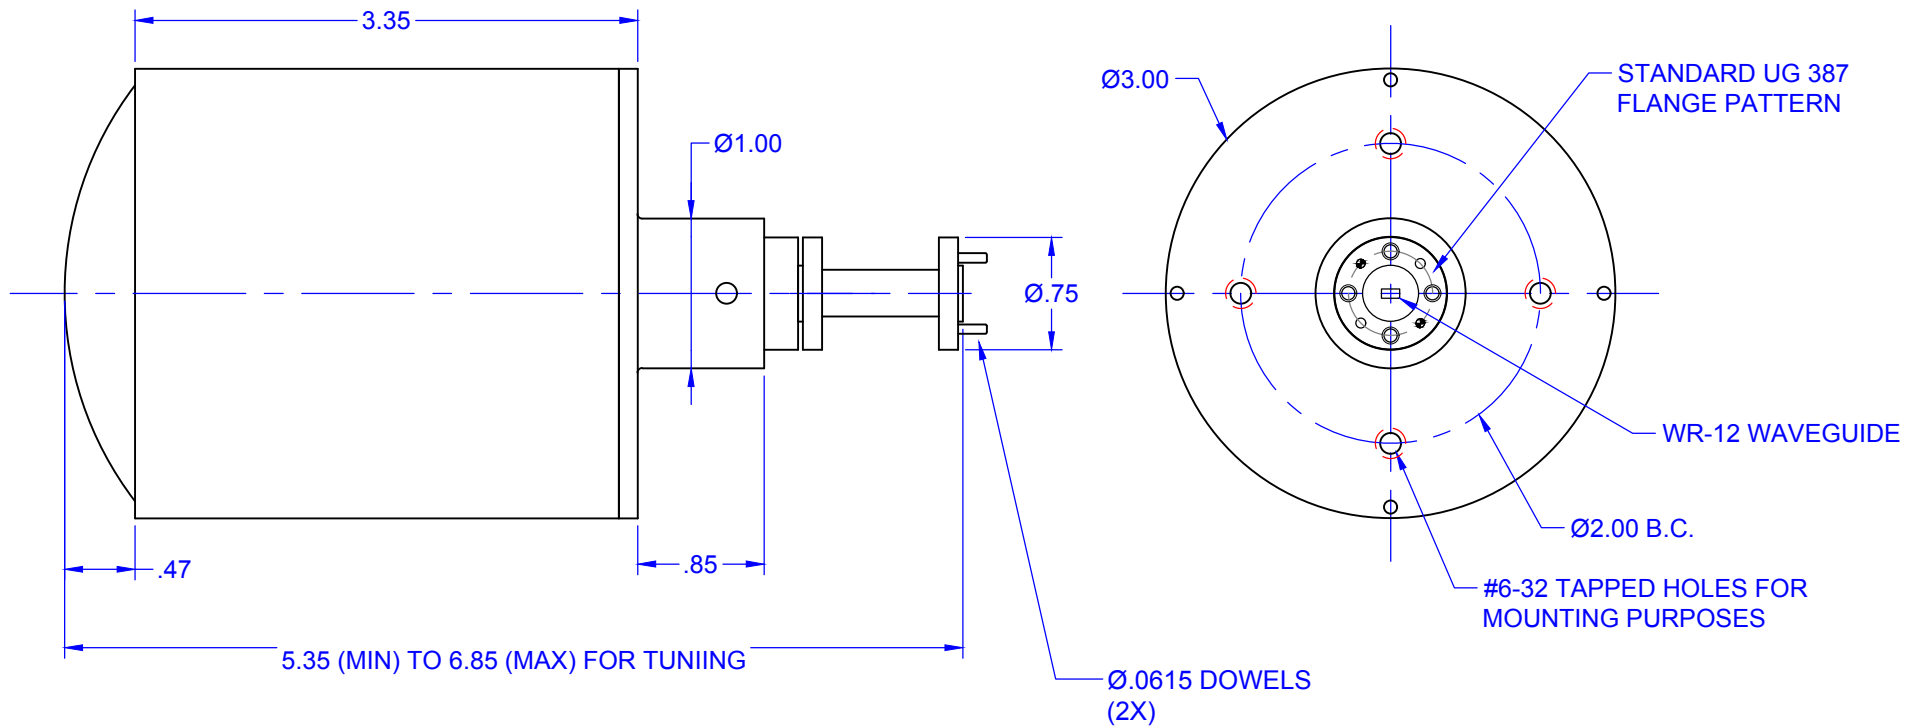 3.35
Ø3.00
STANDARD UG 387
FLANGE PATTERN
Ø1.00
Ø.75
WR-12 WAVEGUIDE
Ø2.00 B.C.
.47
.85
#6-32 TAPPED HOLES FOR
MOUNTING PURPOSES
5.35 (MIN) TO 6.85 (MAX) FOR TUNIING
Ø.0615 DOWELS
(2X)